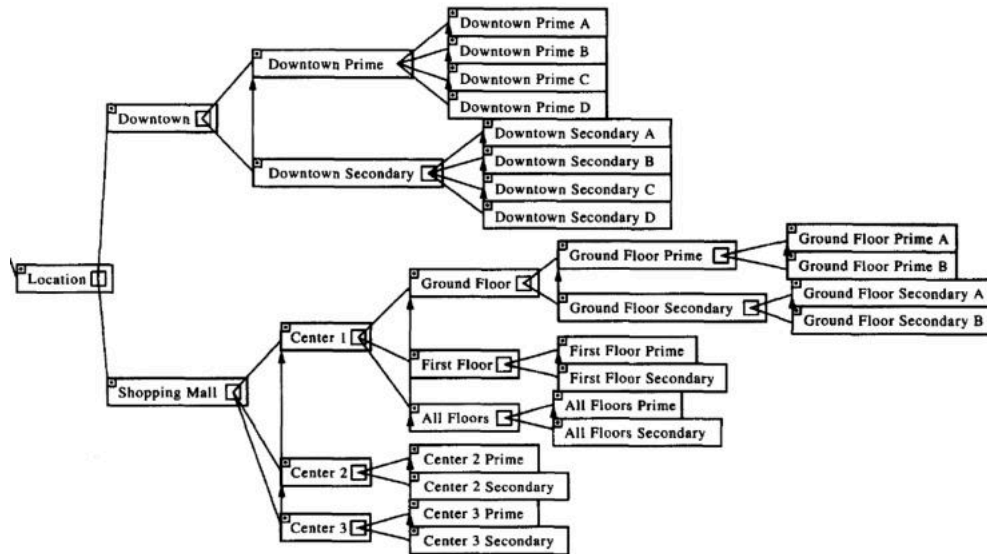 Downtown Prime A
Downtown Prime B
Downtown Prime C
Downtown Prime D
Downtown Prime
Downtown
Downtown Secondary A
Downtown Secondary B
Downtown Secondary C
Downtown Secondary D
Downtown Secondary
Location
Ground Floor Prime A
Ground Floor Prime B
Ground Floor Prime
Ground Floor
Ground Floor Secondary A
Ground Floor Secondary B
Ground Floor Secondary
Center 1
First Floor Prime
First Floor Secondary
First Floor
Shopping Mall
All Floors Prime
All Floors Secondary
All Floors
Center 2 Prime
Center 2 Secondary
Center 2
Center 3 Prime
Center 3 Secondary
Center 3